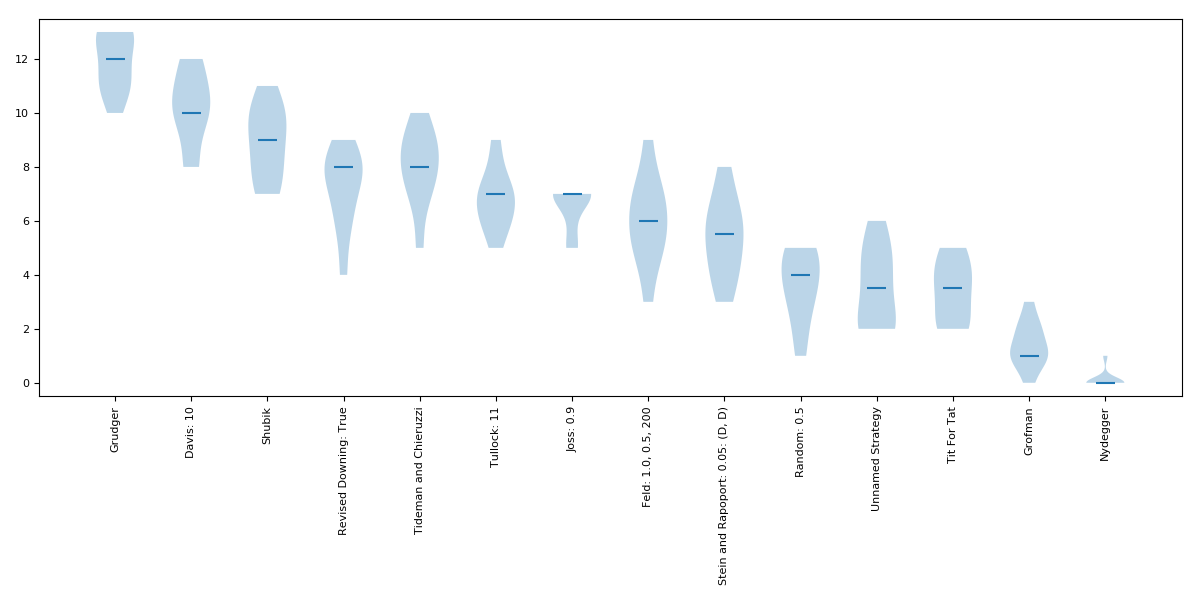 12
10
8
6
4
2
0
Grudger
Davis: 10
Shubik
Revised Downing: True
Tideman and Chieruzzi
Tullock: 11
Joss: 0.9
Feld: 1.0, 0.5, 200
Stein and Rapoport: 0.05: (D, D)
Random: 0.5
Unnamed Strategy
Tit For Tat
Grofman
Nydegger